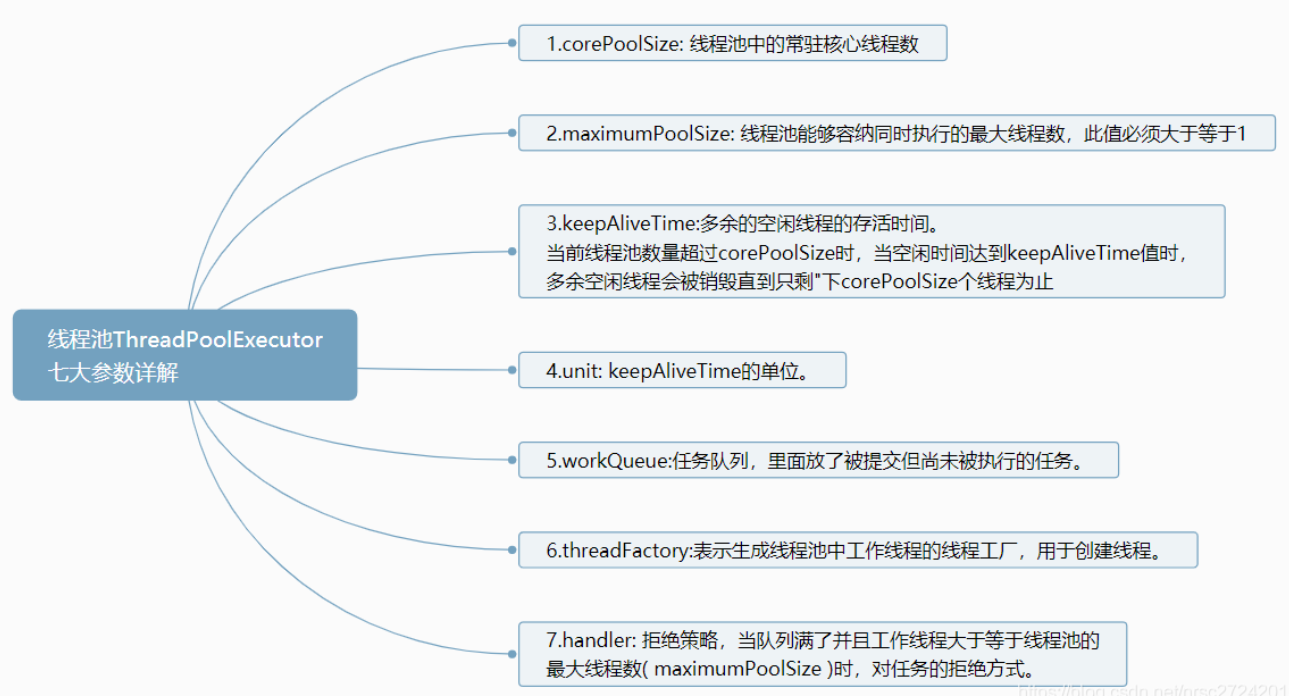 1.corePoolSize: 线程池中的常驻核心线程数
2.maximumPoolSize: 线程池能够容纳同时执行的最大线程数，此值必须大于等于1
3.keepAliveTime:多余的空闲线程的存活时间。
当前线程池数量超过corePoolSize时，当空闲时间达到keepAliveTime值时，
多余空闲线程会被销毁直到只剩"下corePoolSize个线程为止
线程池ThreadPoolExecutor
七大参数详解
4.unit: keepAliveTime的单位。
5.workQueue:任务队列，里面放了被提交但尚未被执行的任务。
6.threadFactory:表示生成线程池中工作线程的线程工厂，用于创建线程。
7.handler: 拒绝策略，当队列满了并且工作线程大于等于线程池的
最大线程数( maximumPoolSize )时，对任务的拒绝方式。